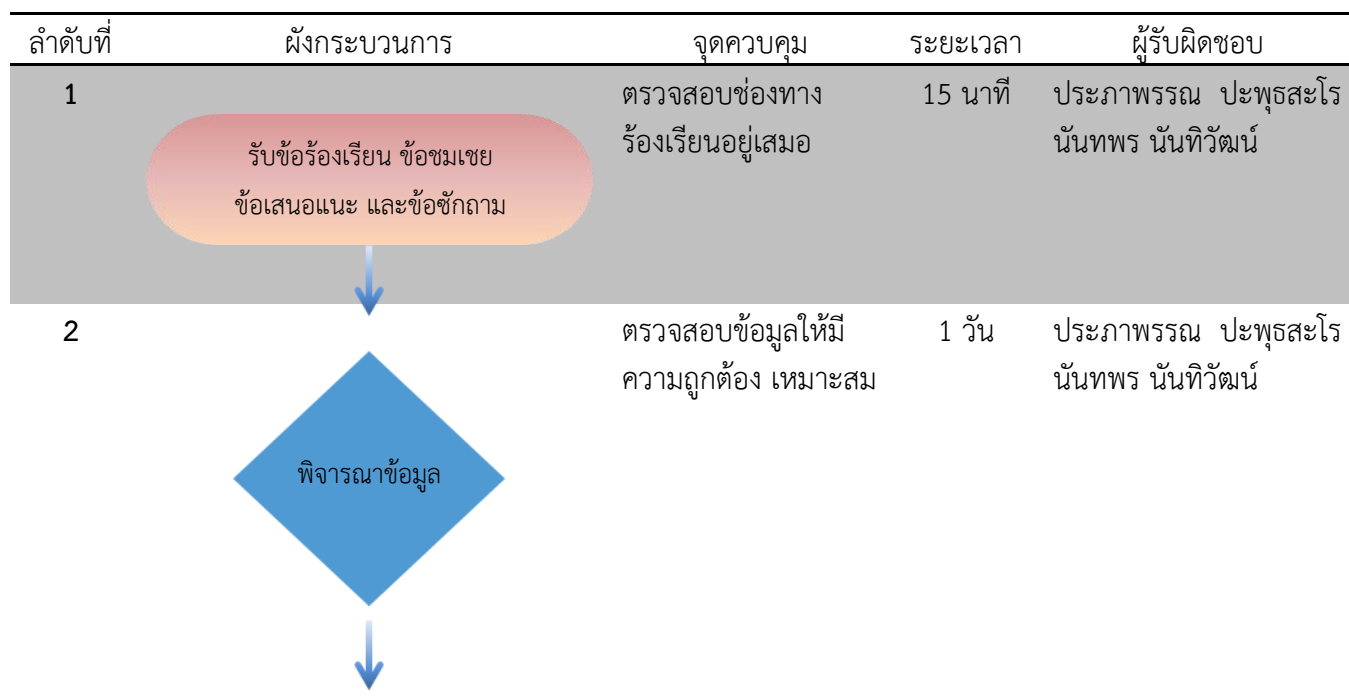 ลำดับที่ ผังกระบวนการ จุดควบคุม ระยะเวลา ผู้รับผิดชอบ
1 ตรวจสอบช่องทาง 15 นาที ประภาพรรณ ปะพุธสะโร
ร้องเรียนอยู่เสมอ นันทพร นันทิวัฒน์
รับข้อร้องเรียน ข้อชมเชย
ข้อเสนอแนะ และข้อซักถาม
2 ตรวจสอบข้อมูลให้มี 1 วัน ประภาพรรณ ปะพุธสะโร
ความถูกต้อง เหมาะสม นันทพร นันทิวัฒน์
พิจารณาข้อมูล